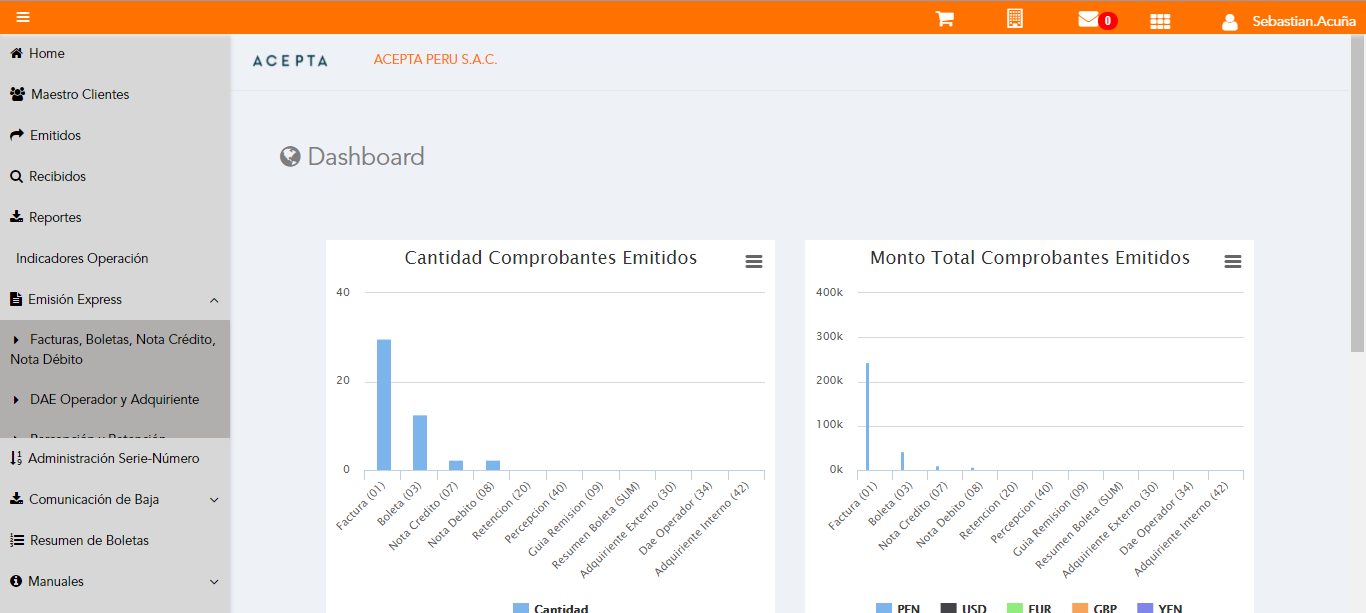 0
Sebastian.Acuña
Home
Maestro Clientes
Emitidos
Recibidos
Reportes
Indicadores Operación
Emisión Express
Facturas, Boletas, Nota Crédito,
Nota Débito
DAE Operador y Adquiriente
Percepción y Retención
Administración Serie-Número
Comunicación de Baja
Resumen de Boletas
Manuales
ACEPTA
ACEPTA PERU S.A.C.
Dashboard
Cantidad Comprobantes Emitidos
40
20
0
Factura (01)
Boleta (03)
Nota Credito (07)
Nota Debito (08)
Retencion (20)
Percepcion (40)
Guia Remision (09)
Resumen Boleta (SUM)
Adquiriente Externo (30)
Dae Operador (34)
Adquiriente Interno (42)
Cantidad
Monto Total Comprobantes Emitidos
400k
300k
200k
100k
0k
Factura (01)
Boleta (03)
Nota Credito (07)
Nota Debito (08)
Retencion (20)
Percepcion (40)
Guia Remision (09)
Resumen Boleta (SUM)
Adquiriente Externo (30)
Dae Operador (34)
Adquiriente Interno (42)
PEN USD EUR GBP YEN